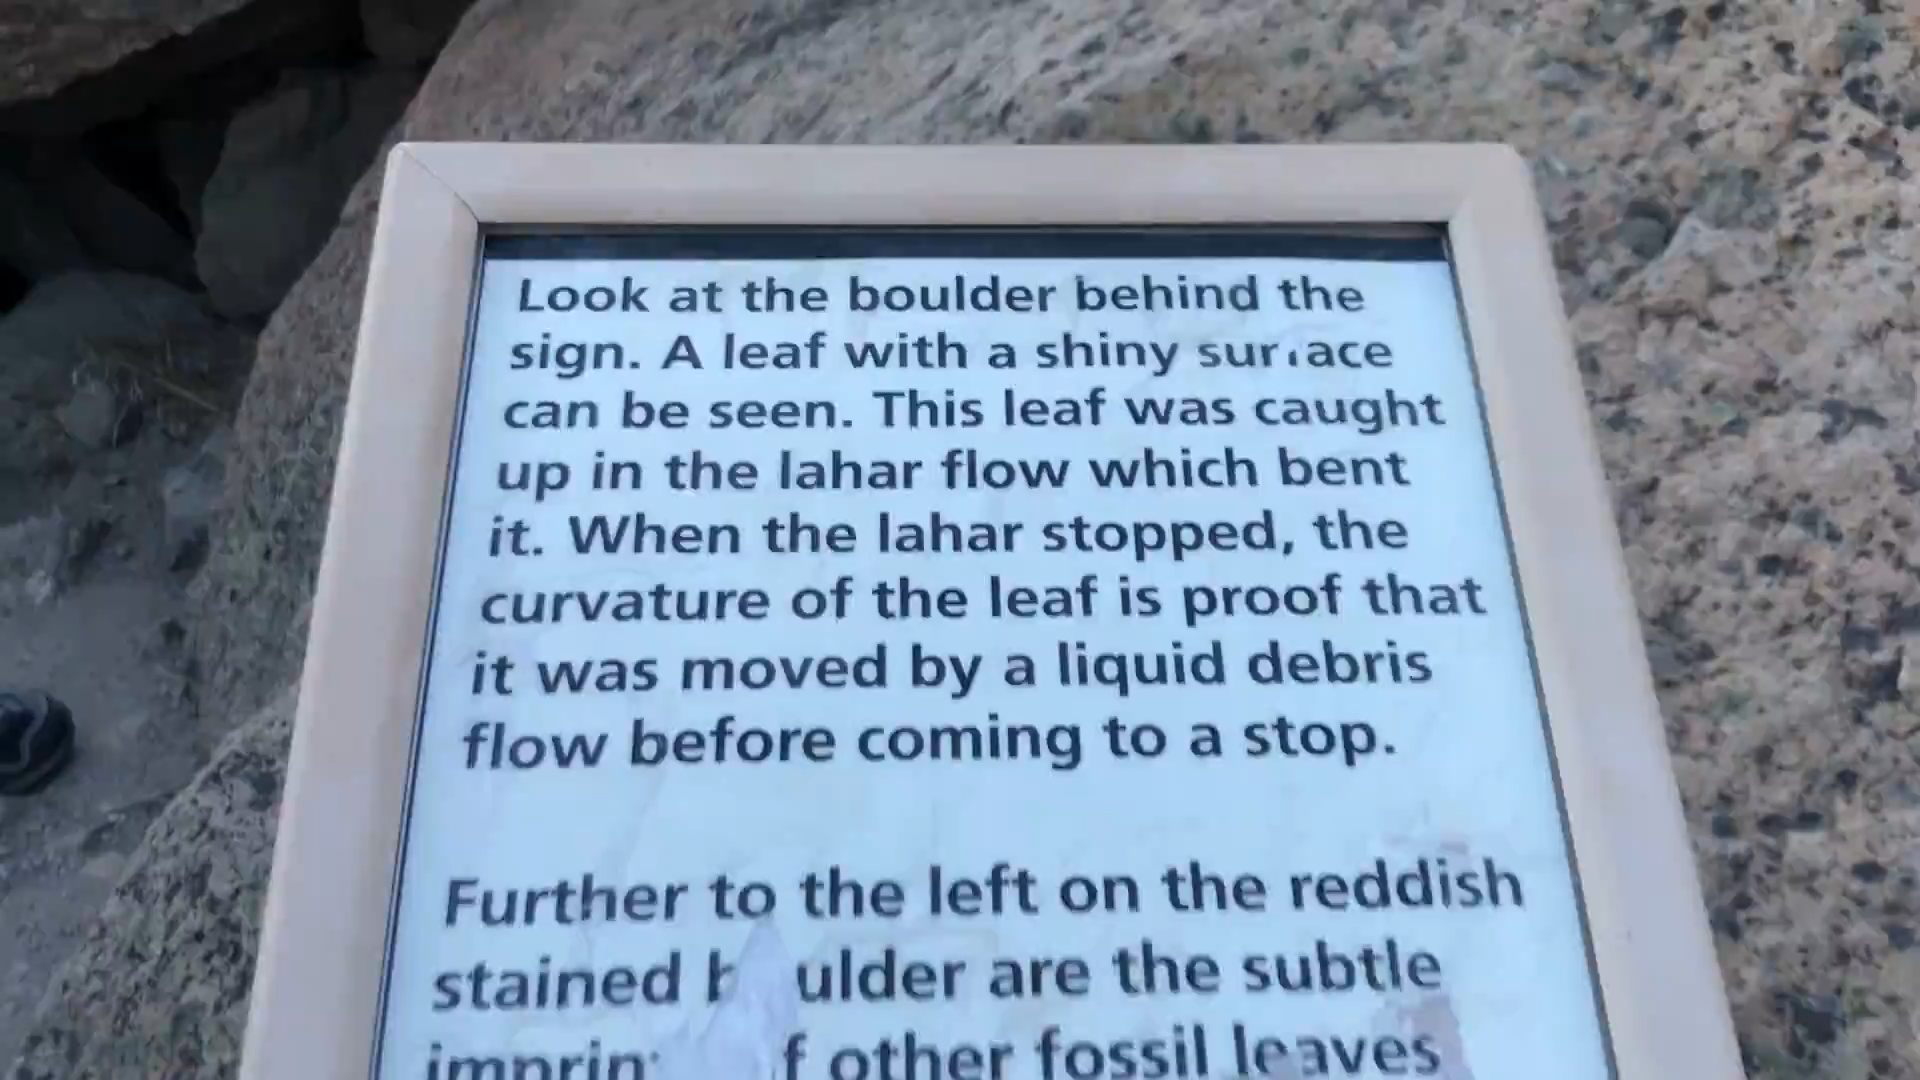 Look at the boulder behind the
sign. A leaf with a shiny surface
can be seen. This leaf was caught
up in the lahar flow which bent
it. When the lahar stopped, the
curvature of the leaf is proof that
it was moved by a liquid debris
flow before coming to a stop.
Further to the left on the reddish
stained boulder are the subtle
of other fossil leaves